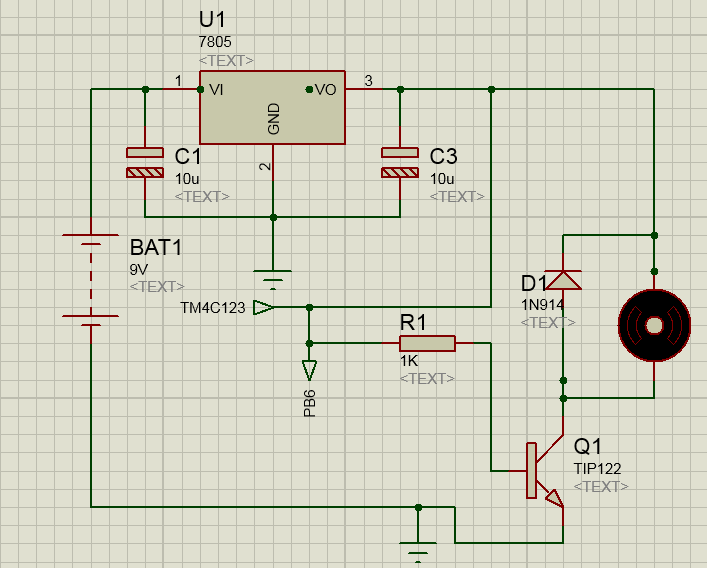 U1
7805
<TEXT>
1
VI
VO
3
GND
2
C1
10u
<TEXT>
C3
10u
<TEXT>
BAT1
9V
<TEXT>
TM4C123
D1
1N914
<TEXT>
R1
1K
<TEXT>
PB6
Q1
TIP122
<TEXT>